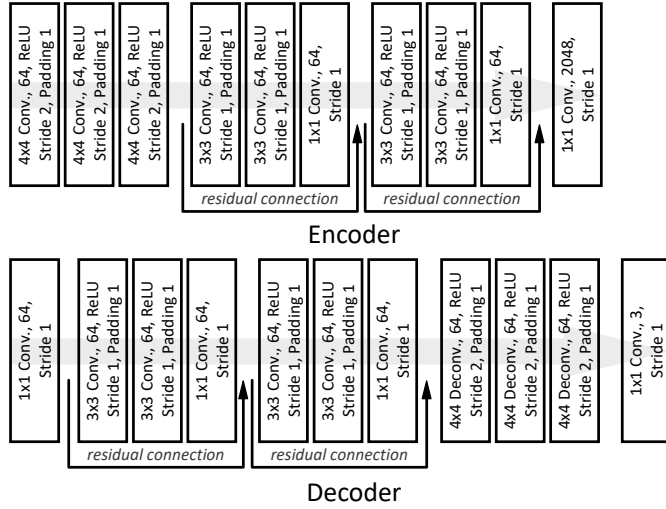 4x4 Conv., 64, ReLU
Stride 2, Padding 1
4x4 Conv., 64, ReLU
Stride 2, Padding 1
4x4 Conv., 64, ReLU
Stride 2, Padding 1
3x3 Conv., 64, ReLU
Stride 1, Padding 1
3x3 Conv., 64, ReLU
Stride 1, Padding 1
1x1 Conv., 64,
Stride 1
3x3 Conv., 64, ReLU
Stride 1, Padding 1
3x3 Conv., 64, ReLU
Stride 1, Padding 1
1x1 Conv., 64,
Stride 1
1x1 Conv., 2048,
Stride 1
residual connection
residual connection
Encoder
1x1 Conv., 64,
Stride 1
3x3 Conv., 64, ReLU
Stride 1, Padding 1
3x3 Conv., 64, ReLU
Stride 1, Padding 1
1x1 Conv., 64,
Stride 1
3x3 Conv., 64, ReLU
Stride 1, Padding 1
3x3 Conv., 64, ReLU
Stride 1, Padding 1
1x1 Conv., 64,
Stride 1
4x4 Deconv., 64, ReLU
Stride 2, Padding 1
4x4 Deconv., 64, ReLU
Stride 2, Padding 1
4x4 Deconv., 64, ReLU
Stride 2, Padding 1
1x1 Conv., 3,
Stride 1
residual connection
residual connection
Decoder